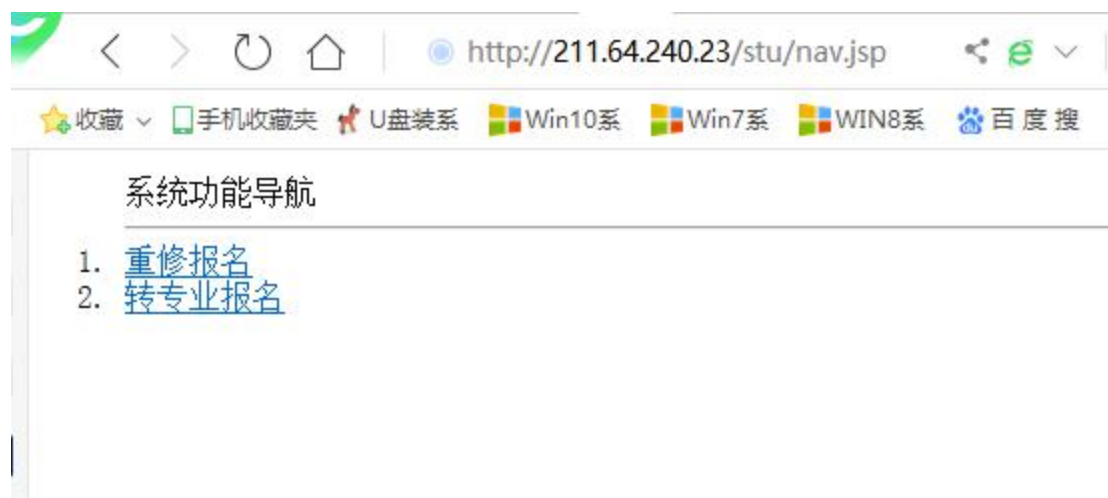 http://211.64.240.23/stu/nav.jsp
收藏 手机收藏夹 U盘装系 Win10系 Win7系 WIN8系 百度搜
系统功能导航
1. 重修报名
2. 转专业报名